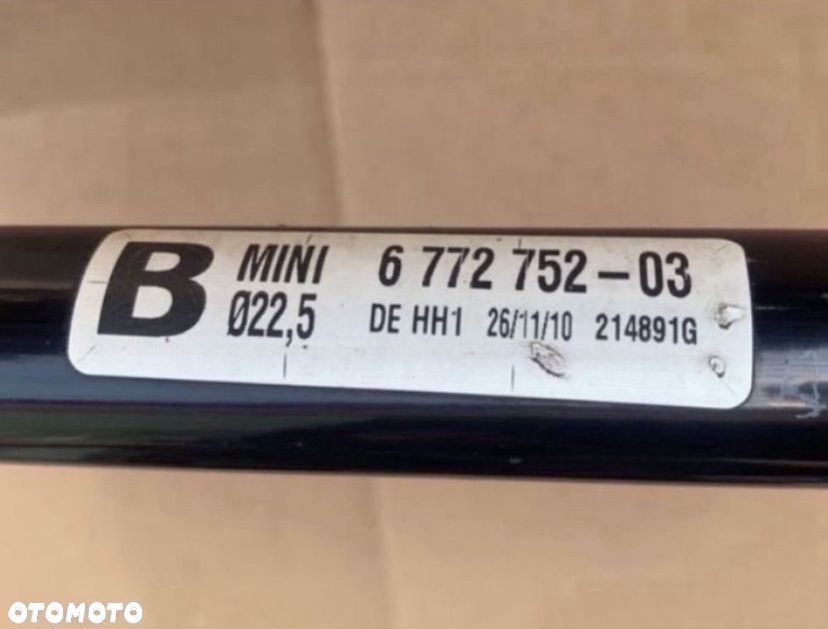 B MINI 6 772 752-03
Ø22,5 DE HH1 26/11/10 214891G
OTOMOTO